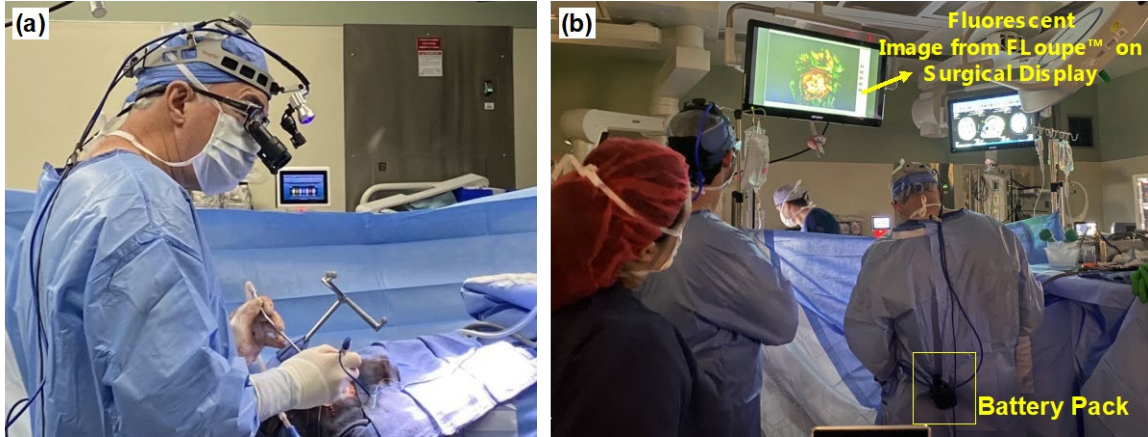 (a)
(b)
Fluorescent
Image from FLoupe™ on
Surgical Display
Battery Pack